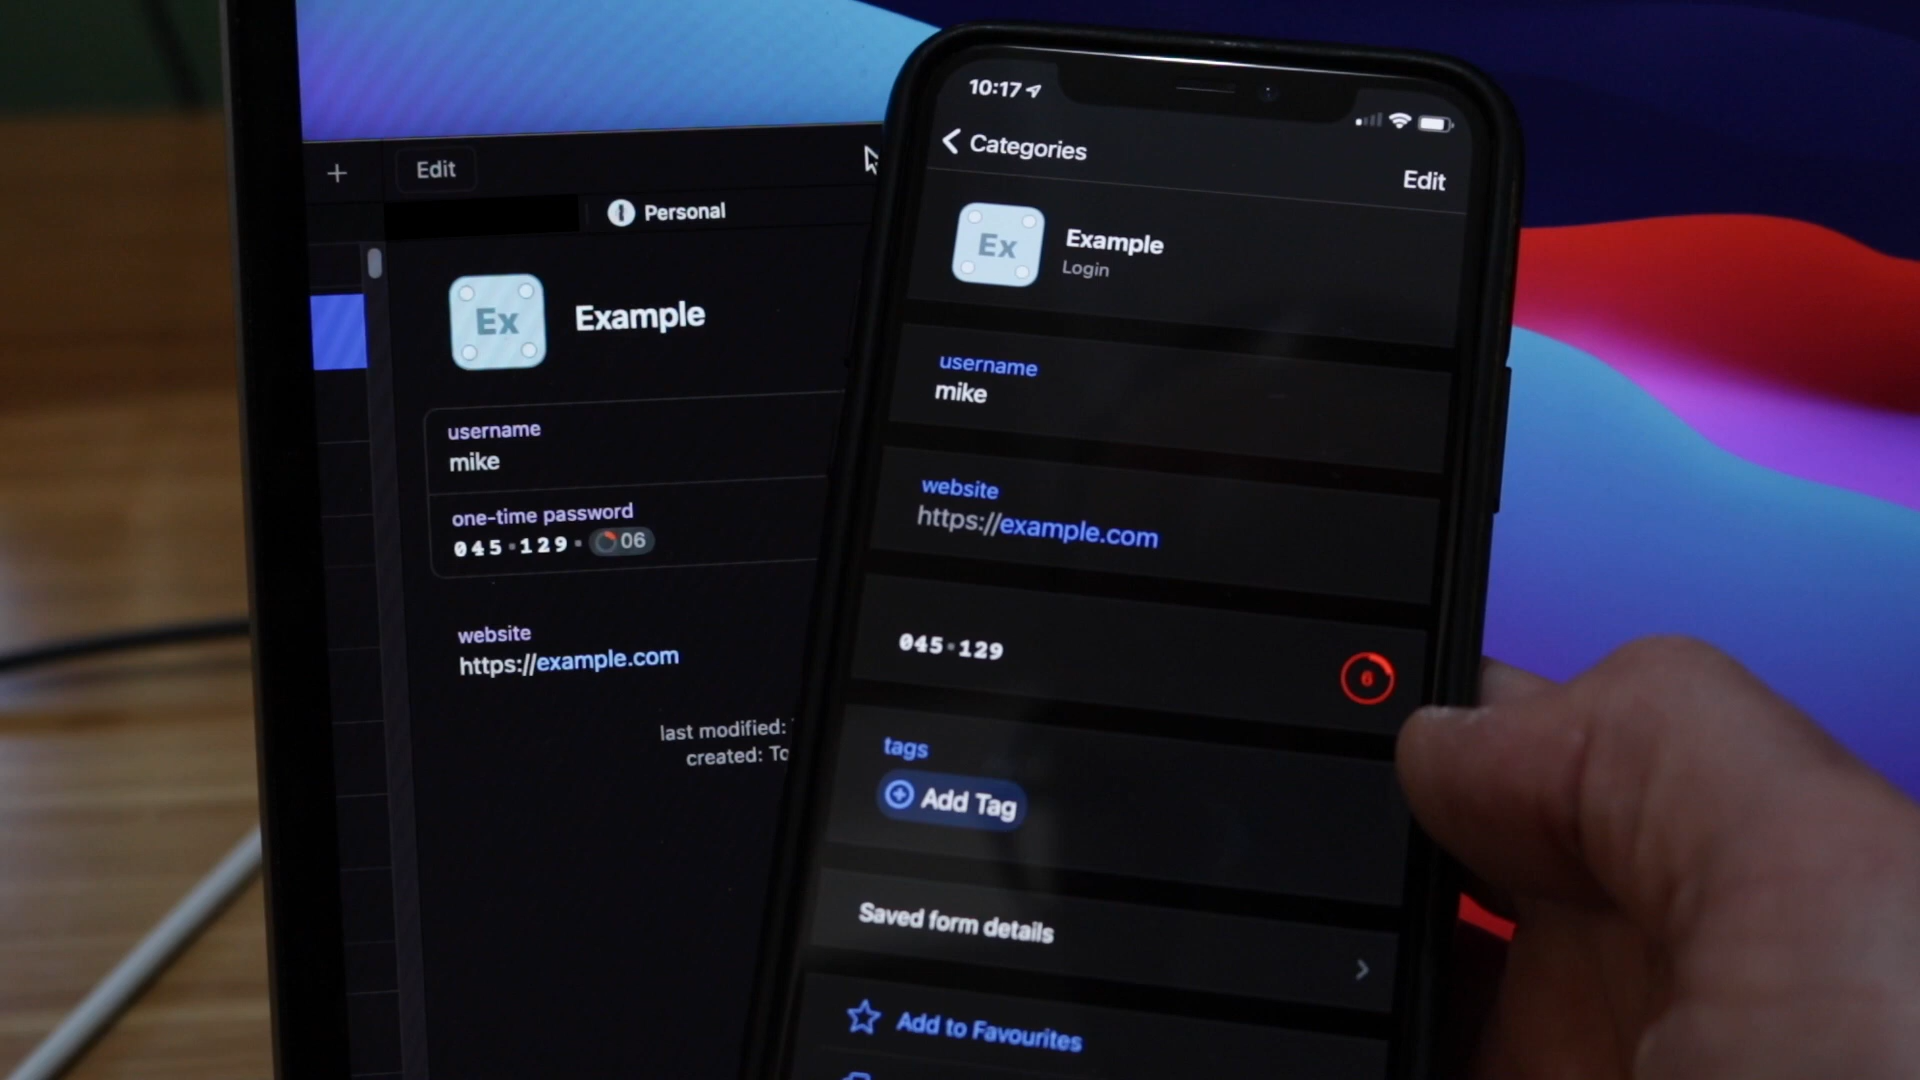 +
Edit
Personal
Ex
Example
username
mike
one-time password
045·129· 06
website
https://example.com
last modified:
created:
10:17
Categories
Edit
Ex
Example
Login
username
mike
website
https://example.com
045·129
6
tags
Add Tag
Saved form details
Add to Favourites